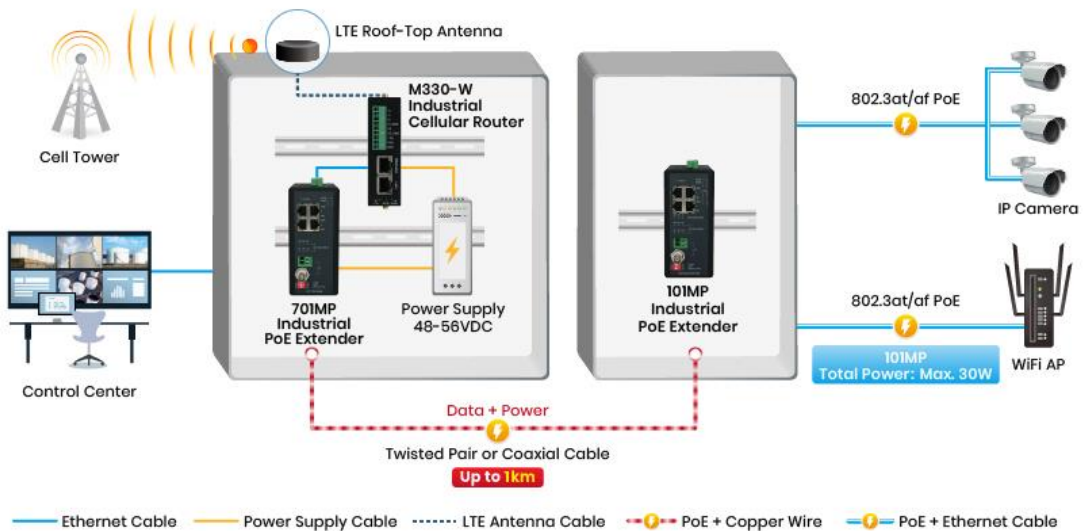 LTE Roof-Top Antenna
M330-W
Industrial
Cellular Router
Cell Tower
802.3at/af PoE
IP Camera
701MP
Industrial
PoE Extender
Power Supply
48-56VDC
101MP
Industrial
PoE Extender
802.3at/af PoE
101MP
Total Power: Max. 30W
WiFi AP
Control Center
Data + Power
Twisted Pair or Coaxial Cable
Up to 1km
Ethernet Cable
Power Supply Cable
LTE Antenna Cable
PoE + Copper Wire
PoE + Ethernet Cable